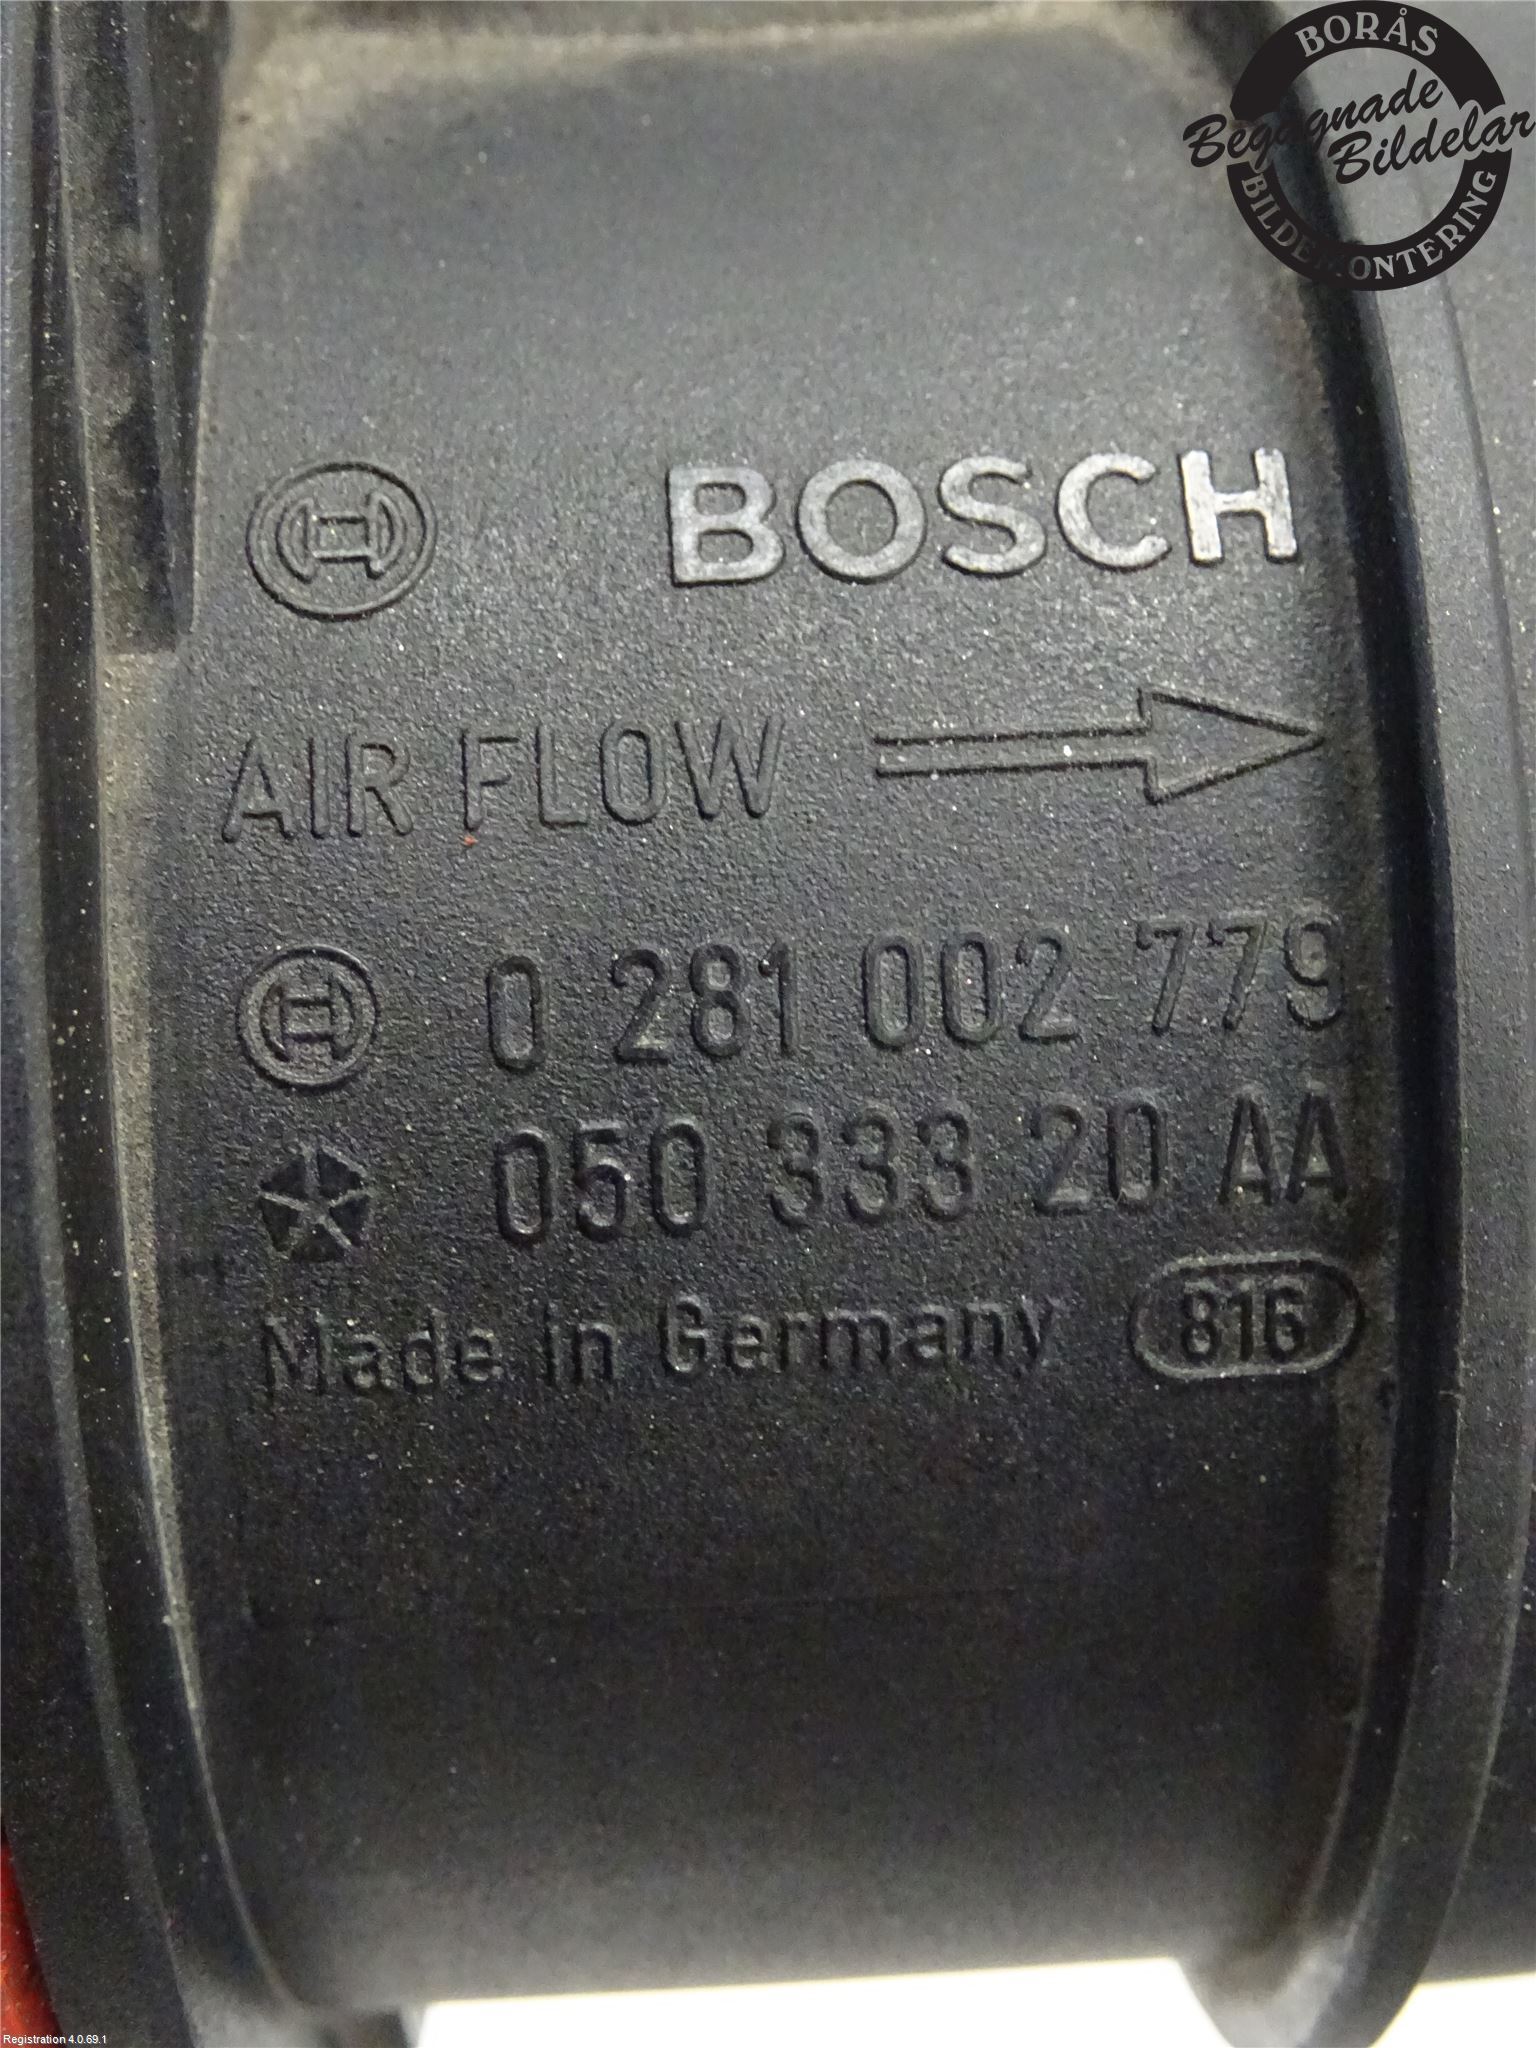 BORÅS
Begagnade
Bildelar
BILDEMONTERING
BOSCH
AIR FLOW
0 281 002 779
050 333 20 AA
Made in Germany 816
Registration 4.0.69.1